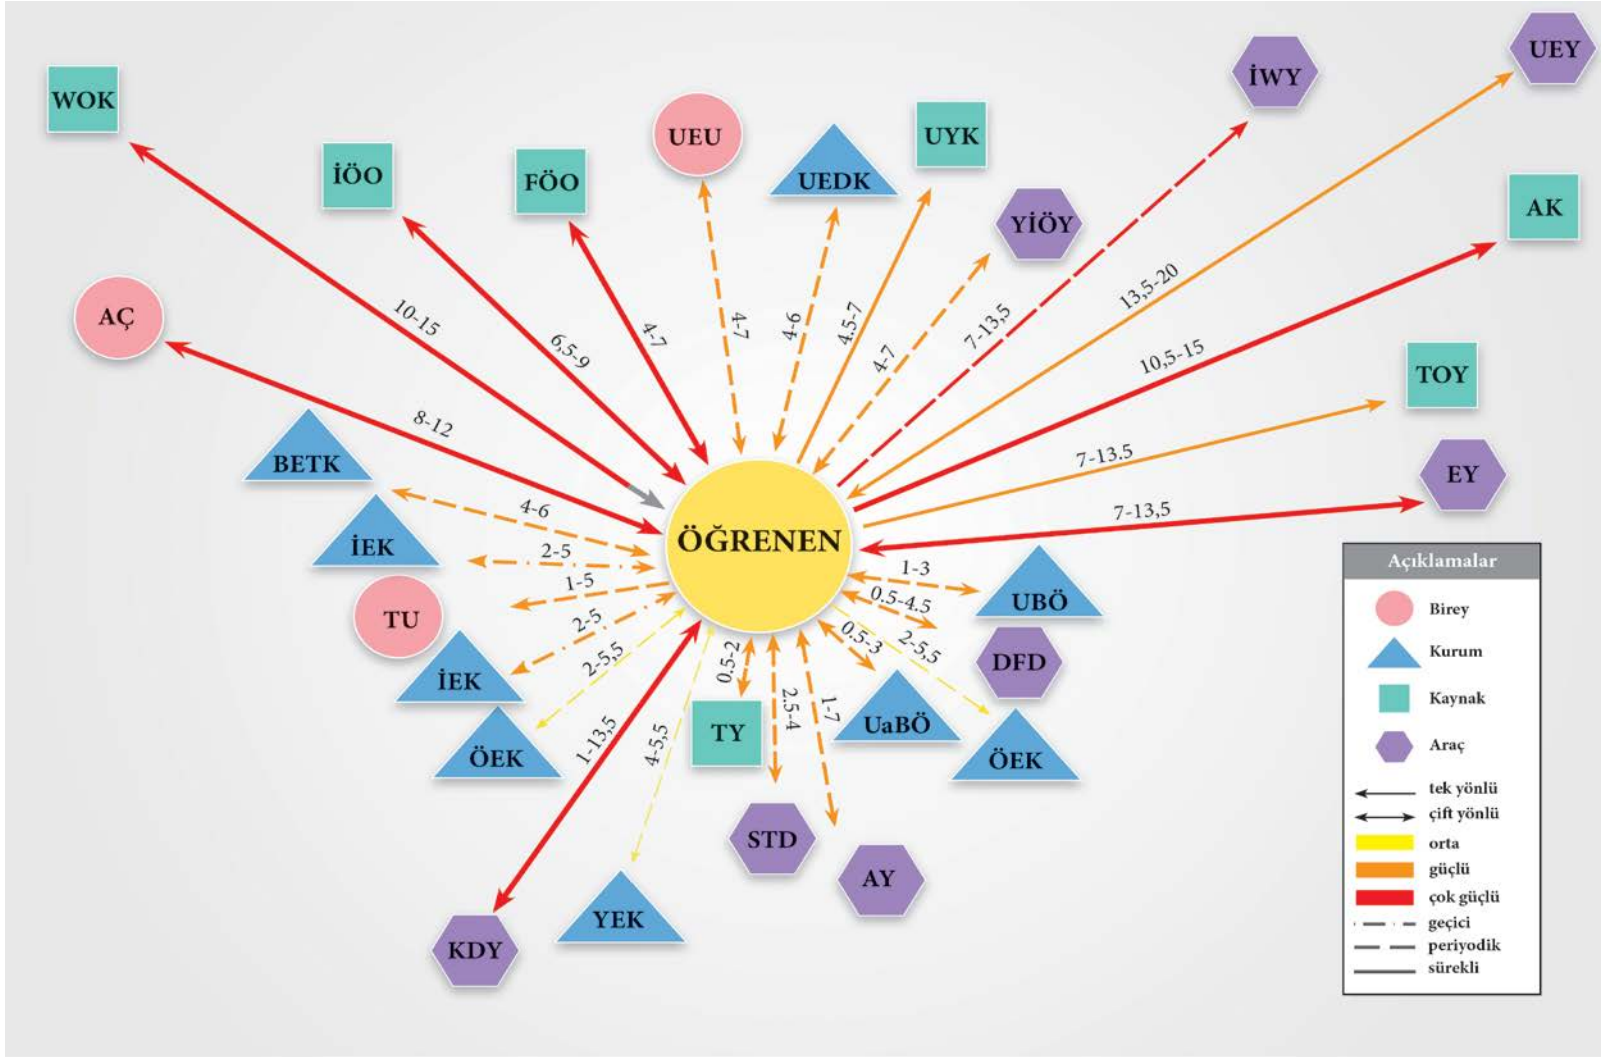 UEY
İWY
WOK
UEU
UYK
İÖO
FÖO
UEDK
AK
YİÖY
AÇ
13,5-20
10-15
7-13,5
4-7
4-6
4.5-7
4-7
6,5-9
4-7
10,5-15
TOY
8-12
7-13.5
BETK
EY
4-6
7-13,5
İEK
ÖĞRENEN
2-5
1-3
1-5
0.5-4.5
UBÖ
TU
2-5
2-5,5
0.5-3
2-5,5
0.5-2
DFD
İEK
2.5-4
1-7
UaBÖ
TY
1-13,5
4-5,5
ÖEK
ÖEK
STD
AY
YEK
KDY
Açıklamalar
Birey
Kurum
Kaynak
Araç
tek yönlü
çift yönlü
orta
güçlü
çok güçlü
geçici
periyodik
sürekli